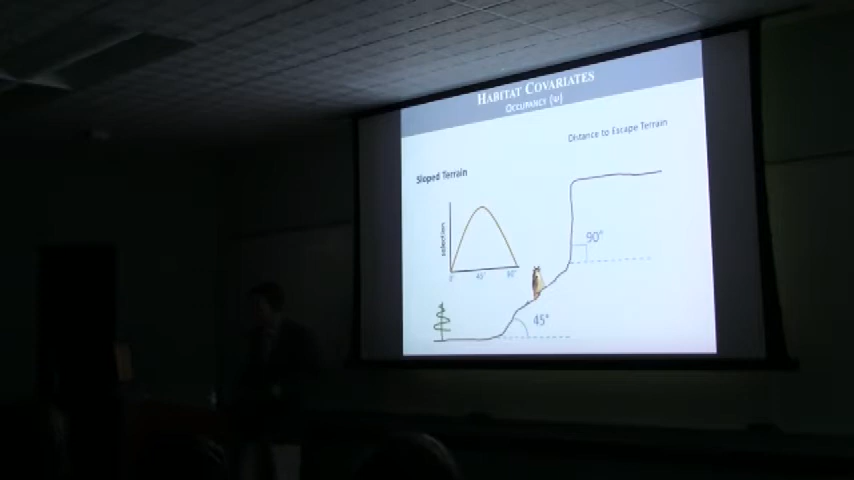 HABITAT COVARIATES
OCCUPANCY (ψ)
Distance to Escape Terrain
Sloped Terrain
selection
0° 45° 90°
90°
45°